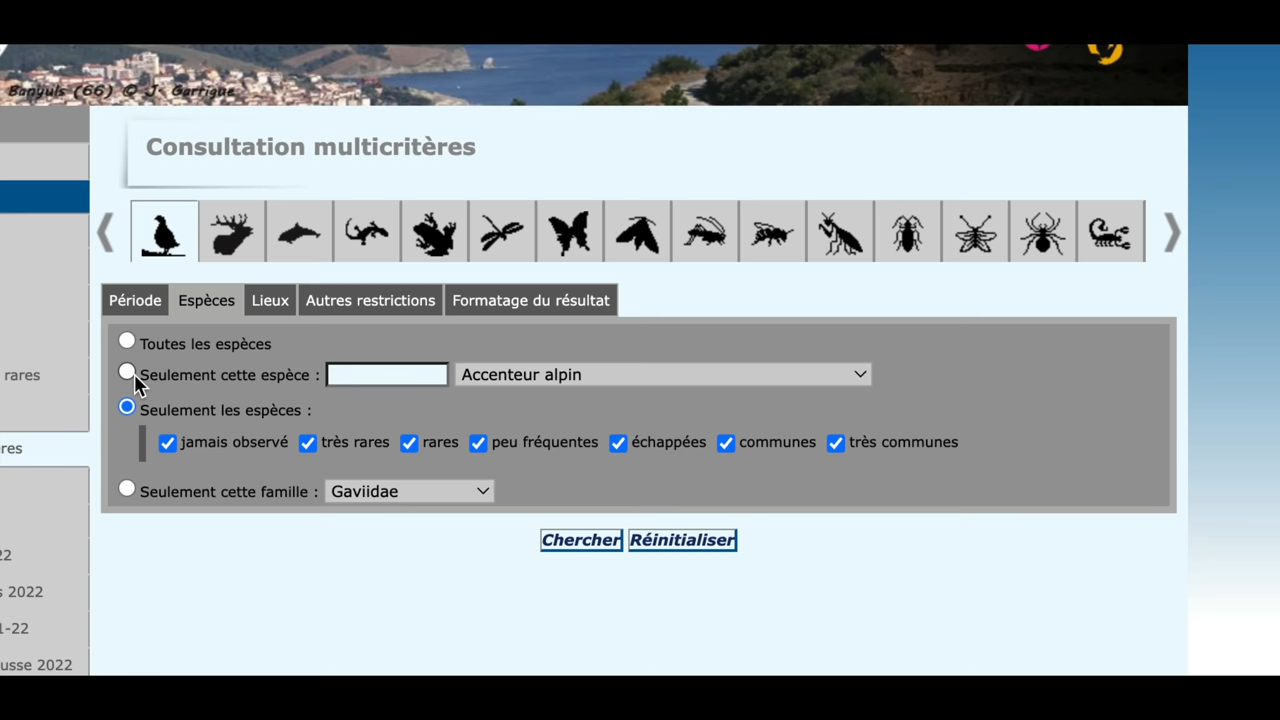 Banyuls (66) © J. Garrigue
Consultation multicritères
Période Espèces Lieux Autres restrictions Formatage du résultat
Toutes les espèces
rares
Seulement cette espèce : Accenteur alpin
Seulement les espèces :
jamais observé très rares rares peu fréquentes échappées communes très communes
res
Seulement cette famille : Gaviidae
Chercher Réinitialiser
22
s 2022
1-22
usse 2022